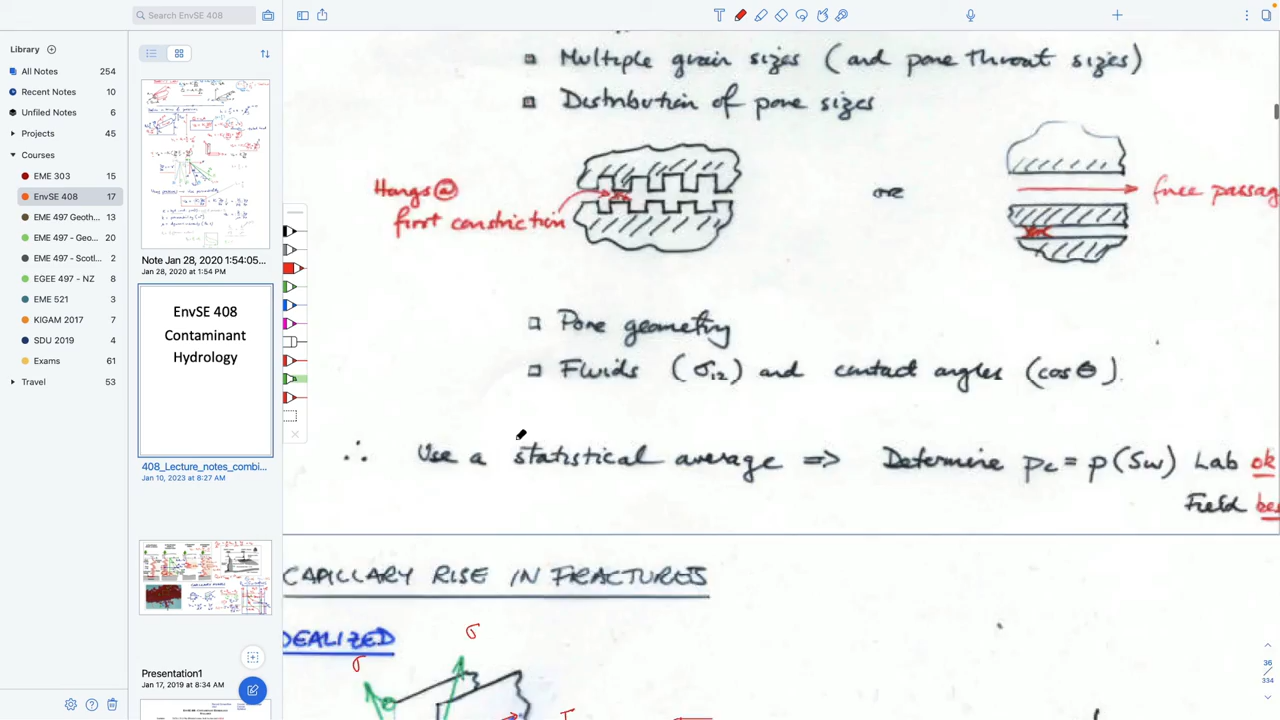 Search EnvSE 408
Library
All Notes 254
Recent Notes 10
Unfiled Notes 6
Projects 45
Courses
EME 303 15
EnvSE 408 17
EME 497 Geoth... 13
EME 497 - Geo... 20
EME 497 - Scotl... 2
EGEE 497 - NZ 8
EME 521 3
KIGAM 2017 7
SDU 2019 4
Exams 61
Travel 53
Note Jan 28, 2020 1:54:05...
Jan 28, 2020 at 1:54 PM
EnvSE 408
Contaminant
Hydrology
408_Lecture_notes_combi...
Jan 10, 2023 at 8:27 AM
Presentation1
Jan 17, 2019 at 8:34 AM
Multiple grain sizes (and pore throat sizes)
Distribution of pore sizes
Hangs @
first constriction
or
free passag
Pore geometry
Fluids (σ12) and contact angles (cos θ).
∴ Use a statistical average => Determine pc = p(Sw) Lab ok
Field bes
CAPILLARY RISE IN FRACTURES
DEALIZED
σ
σ
T
36
334